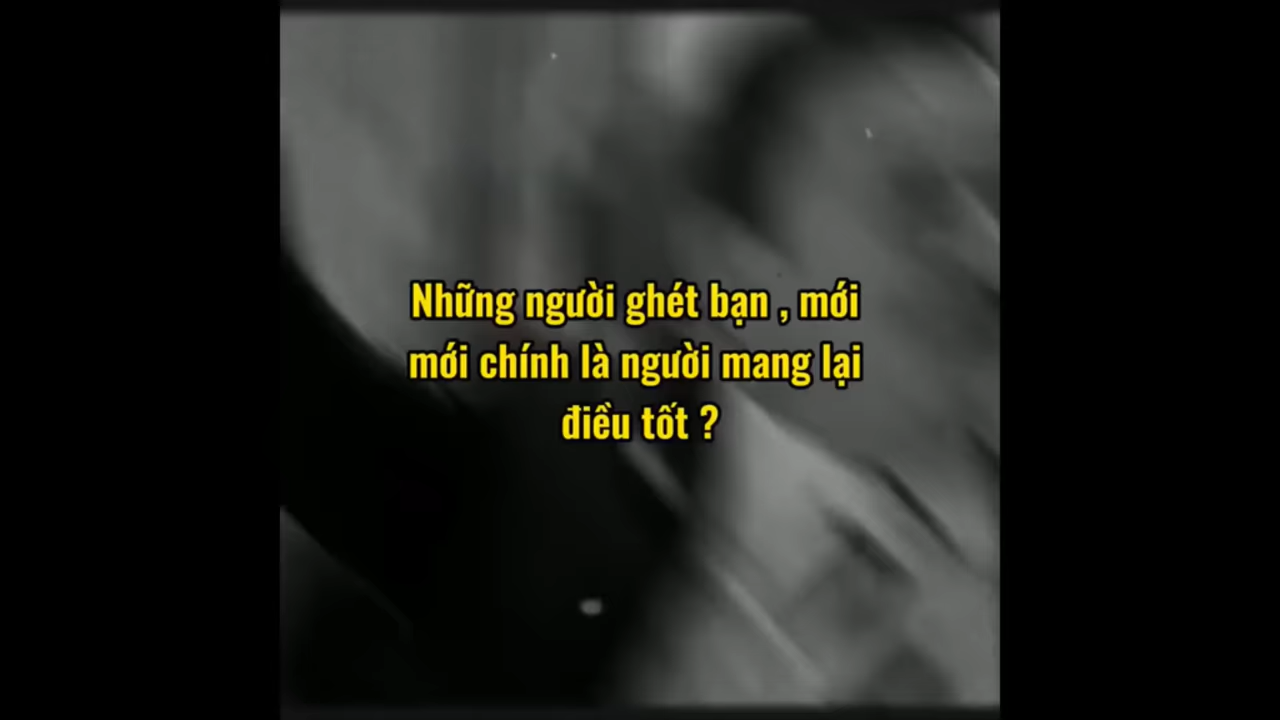 Những người ghét bạn , mới
mới chính là người mang lại
điều tốt ?